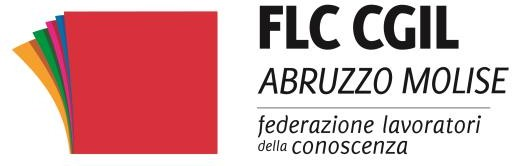 FLC CGIL
ABRUZZO MOLISE
federazione lavoratori
della conoscenza